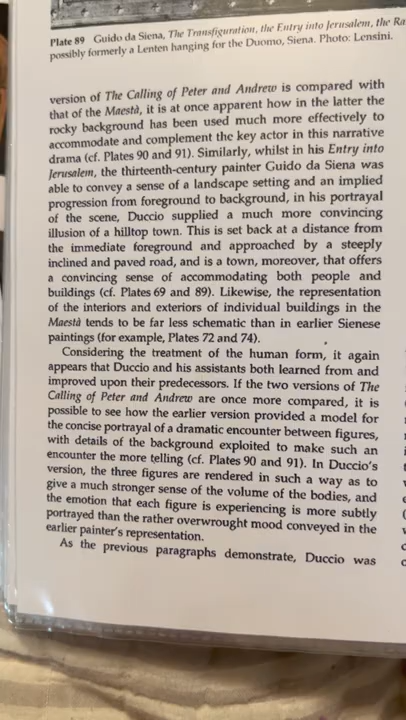 Plate 89 Guido da Siena, The Transfiguration, the Entry into Jerusalem, the Ra
possibly formerly a Lenten hanging for the Duomo, Siena. Photo: Lensini.
version of The Calling of Peter and Andrew is compared with
that of the Maestà, it is at once apparent how in the latter the
rocky background has been used much more effectively to
accommodate and complement the key actor in this narrative
drama (cf. Plates 90 and 91). Similarly, whilst in his Entry into
Jerusalem, the thirteenth-century painter Guido da Siena was
able to convey a sense of a landscape setting and an implied
progression from foreground to background, in his portrayal
of the scene, Duccio supplied a much more convincing
illusion of a hilltop town. This is set back at a distance from
the immediate foreground and approached by a steeply
inclined and paved road, and is a town, moreover, that offers
a convincing sense of accommodating both people and
buildings (cf. Plates 69 and 89). Likewise, the representation
of the interiors and exteriors of individual buildings in the
Maestà tends to be far less schematic than in earlier Sienese
paintings (for example, Plates 72 and 74).
Considering the treatment of the human form, it again
appears that Duccio and his assistants both learned from and
improved upon their predecessors. If the two versions of The
Calling of Peter and Andrew are once more compared, it is
possible to see how the earlier version provided a model for
the concise portrayal of a dramatic encounter between figures,
with details of the background exploited to make such an
encounter the more telling (cf. Plates 90 and 91). In Duccio's
version, the three figures are rendered in such a way as to
give a much stronger sense of the volume of the bodies, and
the emotion that each figure is experiencing is more subtly
portrayed than the rather overwrought mood conveyed in the
earlier painter's representation.
As the previous paragraphs demonstrate, Duccio was